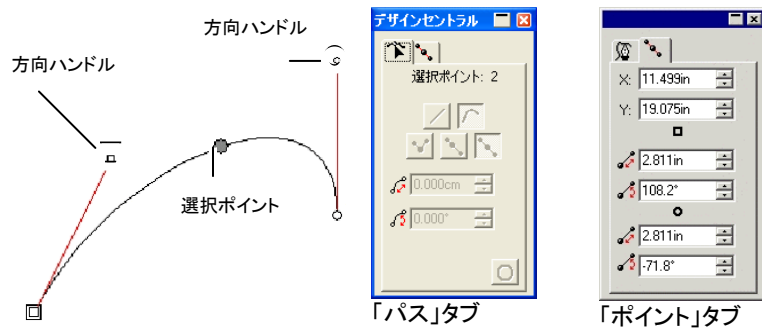 方向ハンドル
方向ハンドル
選択ポイント
デザインセントラル
選択ポイント: 2
0.000cm
0.000°
「パス」タブ
X: 11.499in
Y: 19.075in
2.811in
108.2°
2.811in
-71.8°
「ポイント」タブ